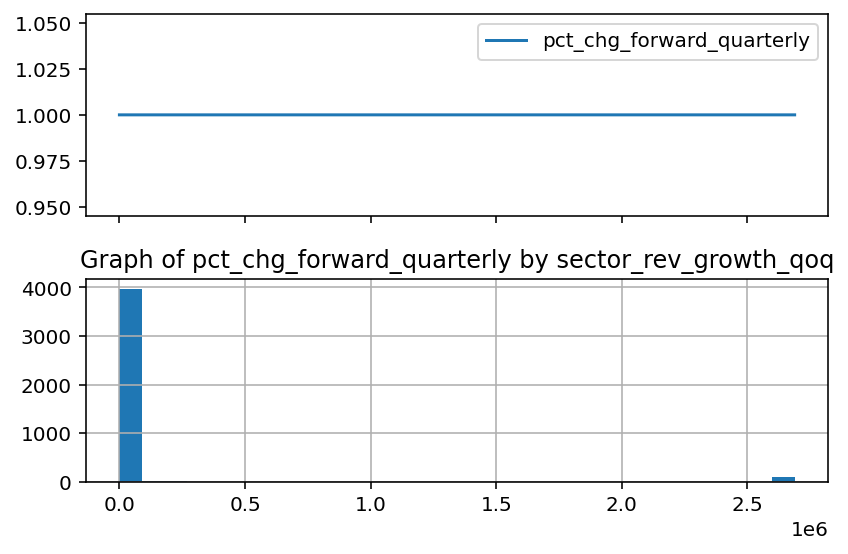 1.050
pct_chg_forward_quarterly
1.025
1.000
0.975
0.950
Graph of pct_chg_forward_quarterly by sector_rev_growth_qoq
4000
3000
2000
1000
0
0.0 0.5 1.0 1.5 2.0 2.5
1e6